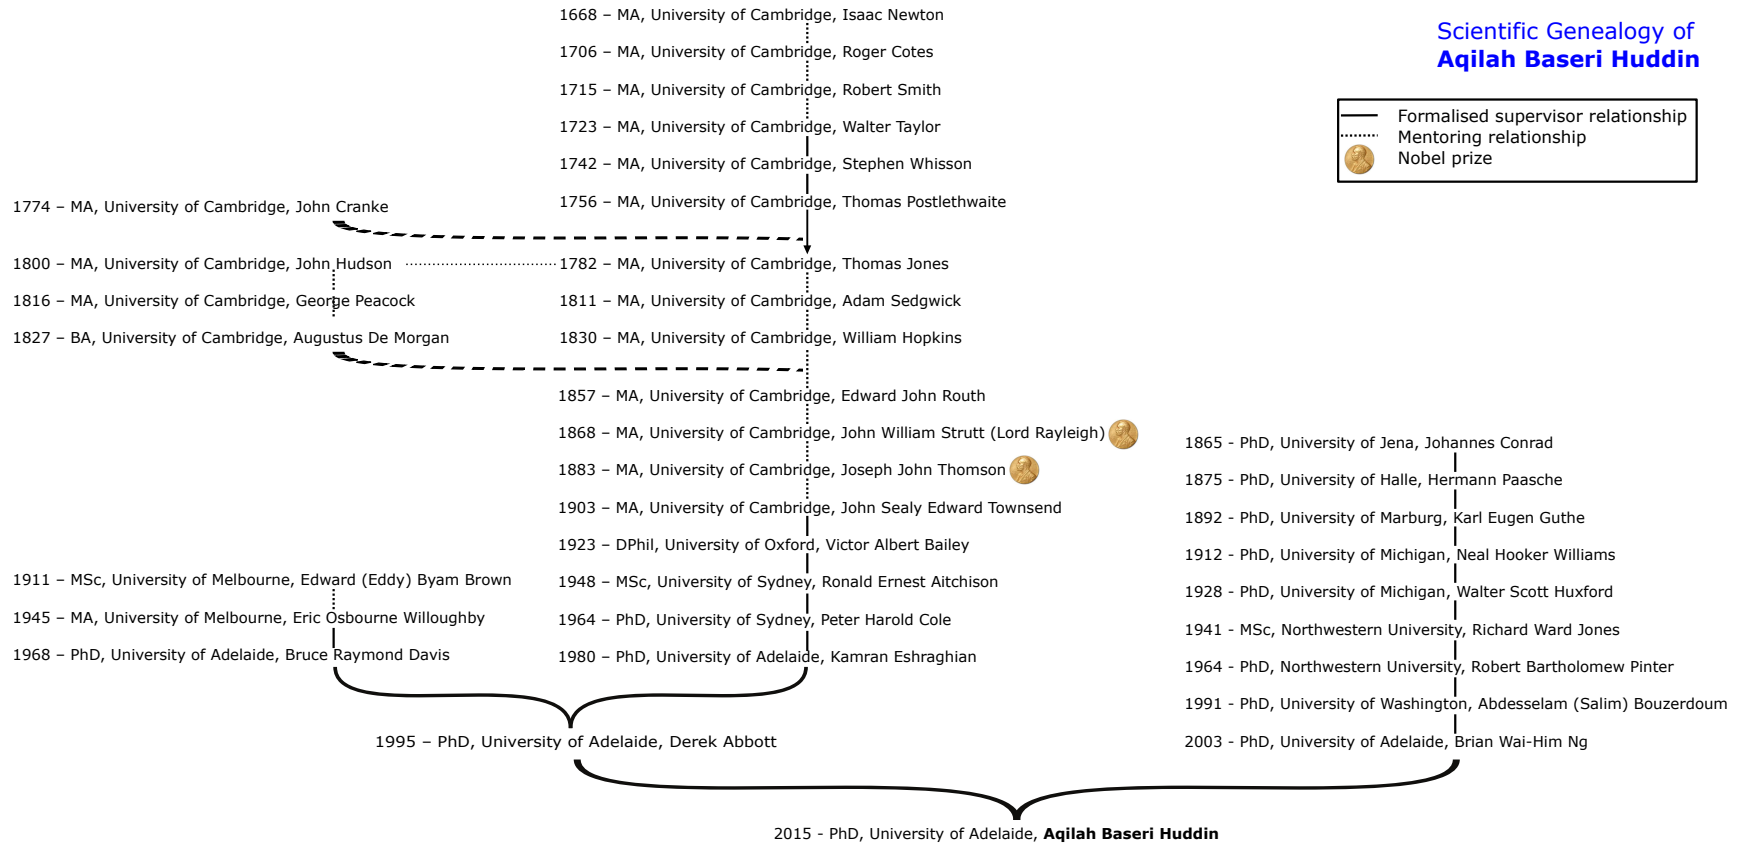 Scientific Genealogy of
Aqilah Baseri Huddin
Formalised supervisor relationship
Mentoring relationship
Nobel prize
1668 – MA, University of Cambridge, Isaac Newton
1706 – MA, University of Cambridge, Roger Cotes
1715 – MA, University of Cambridge, Robert Smith
1723 – MA, University of Cambridge, Walter Taylor
1742 – MA, University of Cambridge, Stephen Whisson
1756 – MA, University of Cambridge, Thomas Postlethwaite
1774 – MA, University of Cambridge, John Cranke
1800 – MA, University of Cambridge, John Hudson
1816 – MA, University of Cambridge, George Peacock
1827 – BA, University of Cambridge, Augustus De Morgan
1782 – MA, University of Cambridge, Thomas Jones
1811 – MA, University of Cambridge, Adam Sedgwick
1830 – MA, University of Cambridge, William Hopkins
1857 – MA, University of Cambridge, Edward John Routh
1868 – MA, University of Cambridge, John William Strutt (Lord Rayleigh)
1883 – MA, University of Cambridge, Joseph John Thomson
1903 – MA, University of Cambridge, John Sealy Edward Townsend
1923 – DPhil, University of Oxford, Victor Albert Bailey
1948 – MSc, University of Sydney, Ronald Ernest Aitchison
1964 – PhD, University of Sydney, Peter Harold Cole
1980 – PhD, University of Adelaide, Kamran Eshraghian
1911 – MSc, University of Melbourne, Edward (Eddy) Byam Brown
1945 – MA, University of Melbourne, Eric Osbourne Willoughby
1968 – PhD, University of Adelaide, Bruce Raymond Davis
1995 – PhD, University of Adelaide, Derek Abbott
1865 - PhD, University of Jena, Johannes Conrad
1875 - PhD, University of Halle, Hermann Paasche
1892 - PhD, University of Marburg, Karl Eugen Guthe
1912 - PhD, University of Michigan, Neal Hooker Williams
1928 - PhD, University of Michigan, Walter Scott Huxford
1941 - MSc, Northwestern University, Richard Ward Jones
1964 - PhD, Northwestern University, Robert Bartholomew Pinter
1991 - PhD, University of Washington, Abdesselam (Salim) Bouzerdoum
2003 - PhD, University of Adelaide, Brian Wai-Him Ng
2015 - PhD, University of Adelaide, Aqilah Baseri Huddin